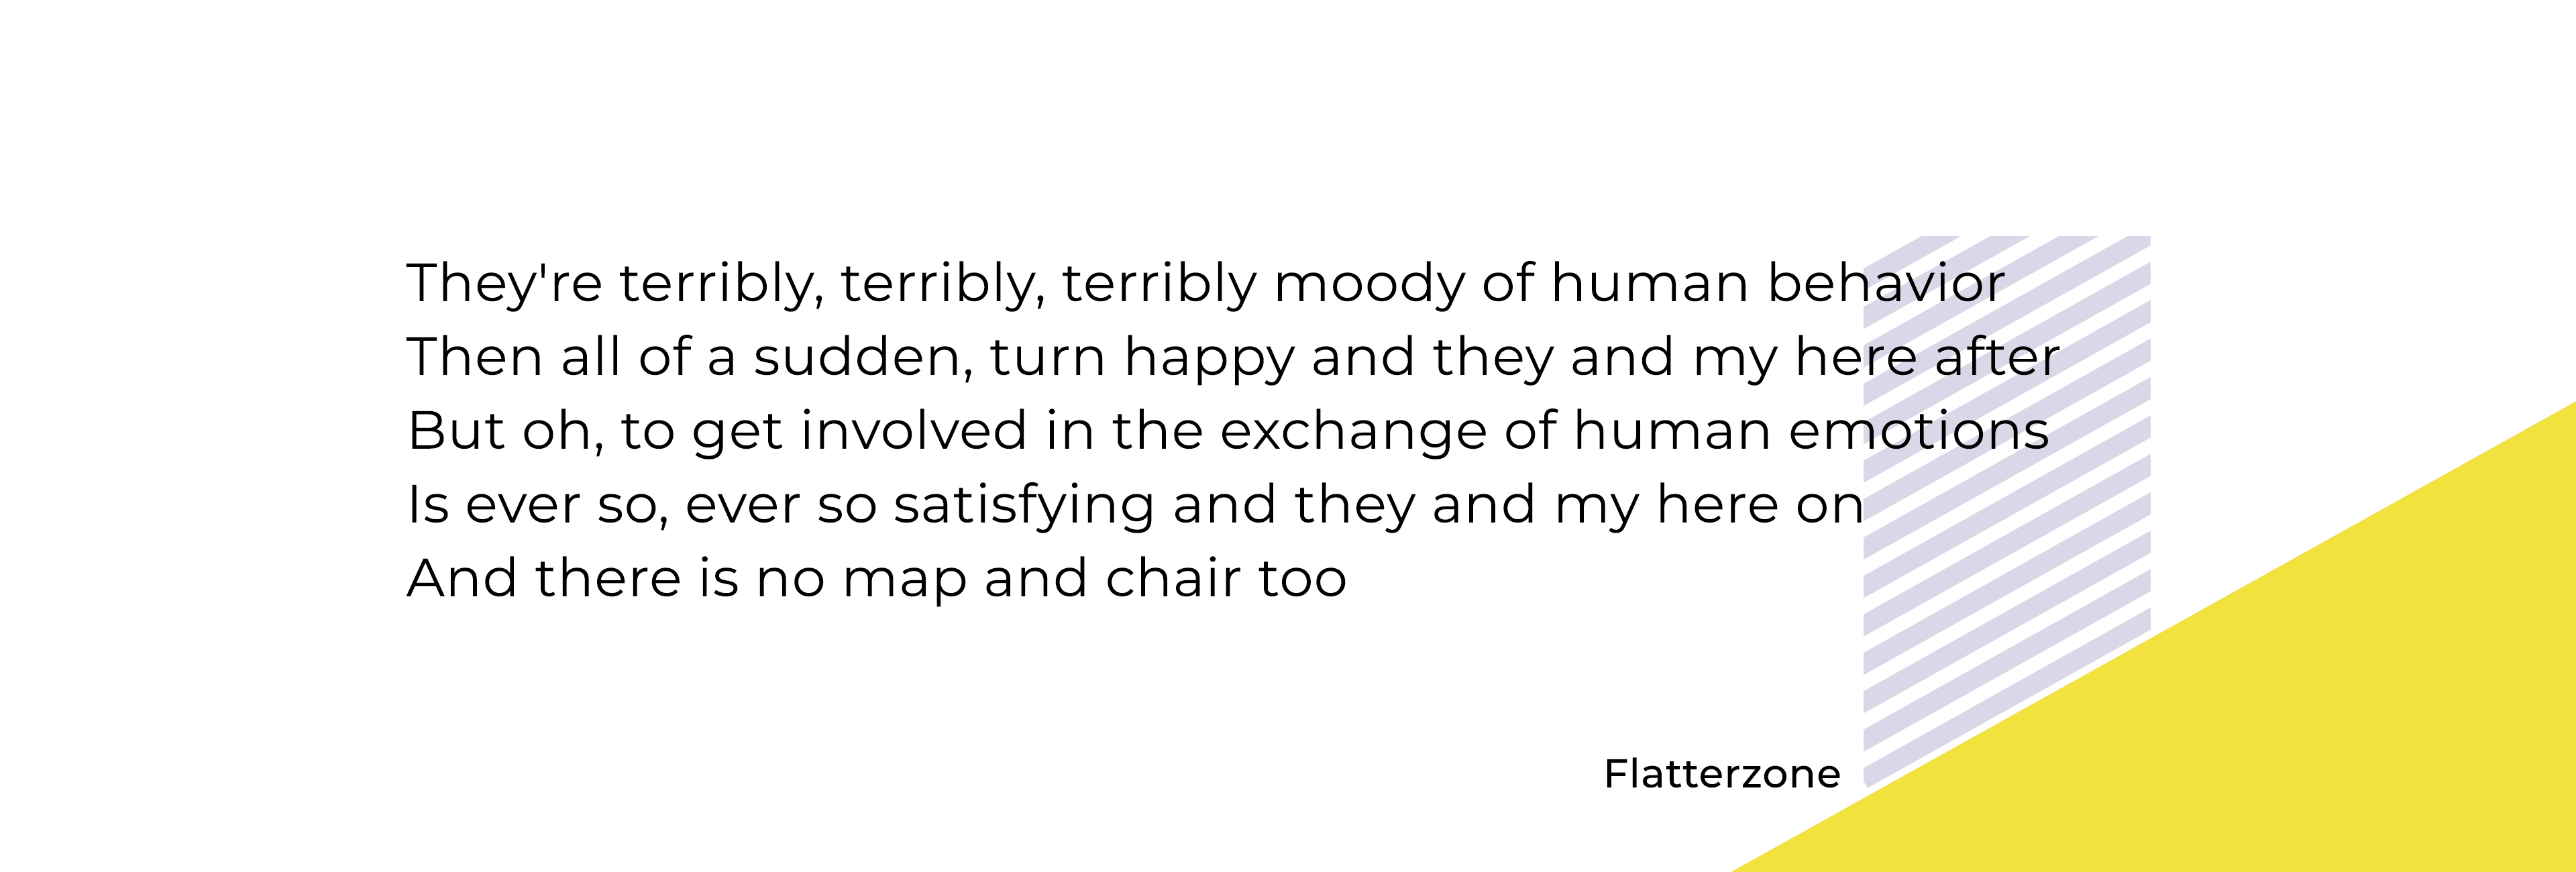 They're terribly, terribly, terribly moody of human behavior
Then all of a sudden, turn happy and they and my here after
But oh, to get involved in the exchange of human emotions
Is ever so, ever so satisfying and they and my here on
And there is no map and chair too
Flatterzone